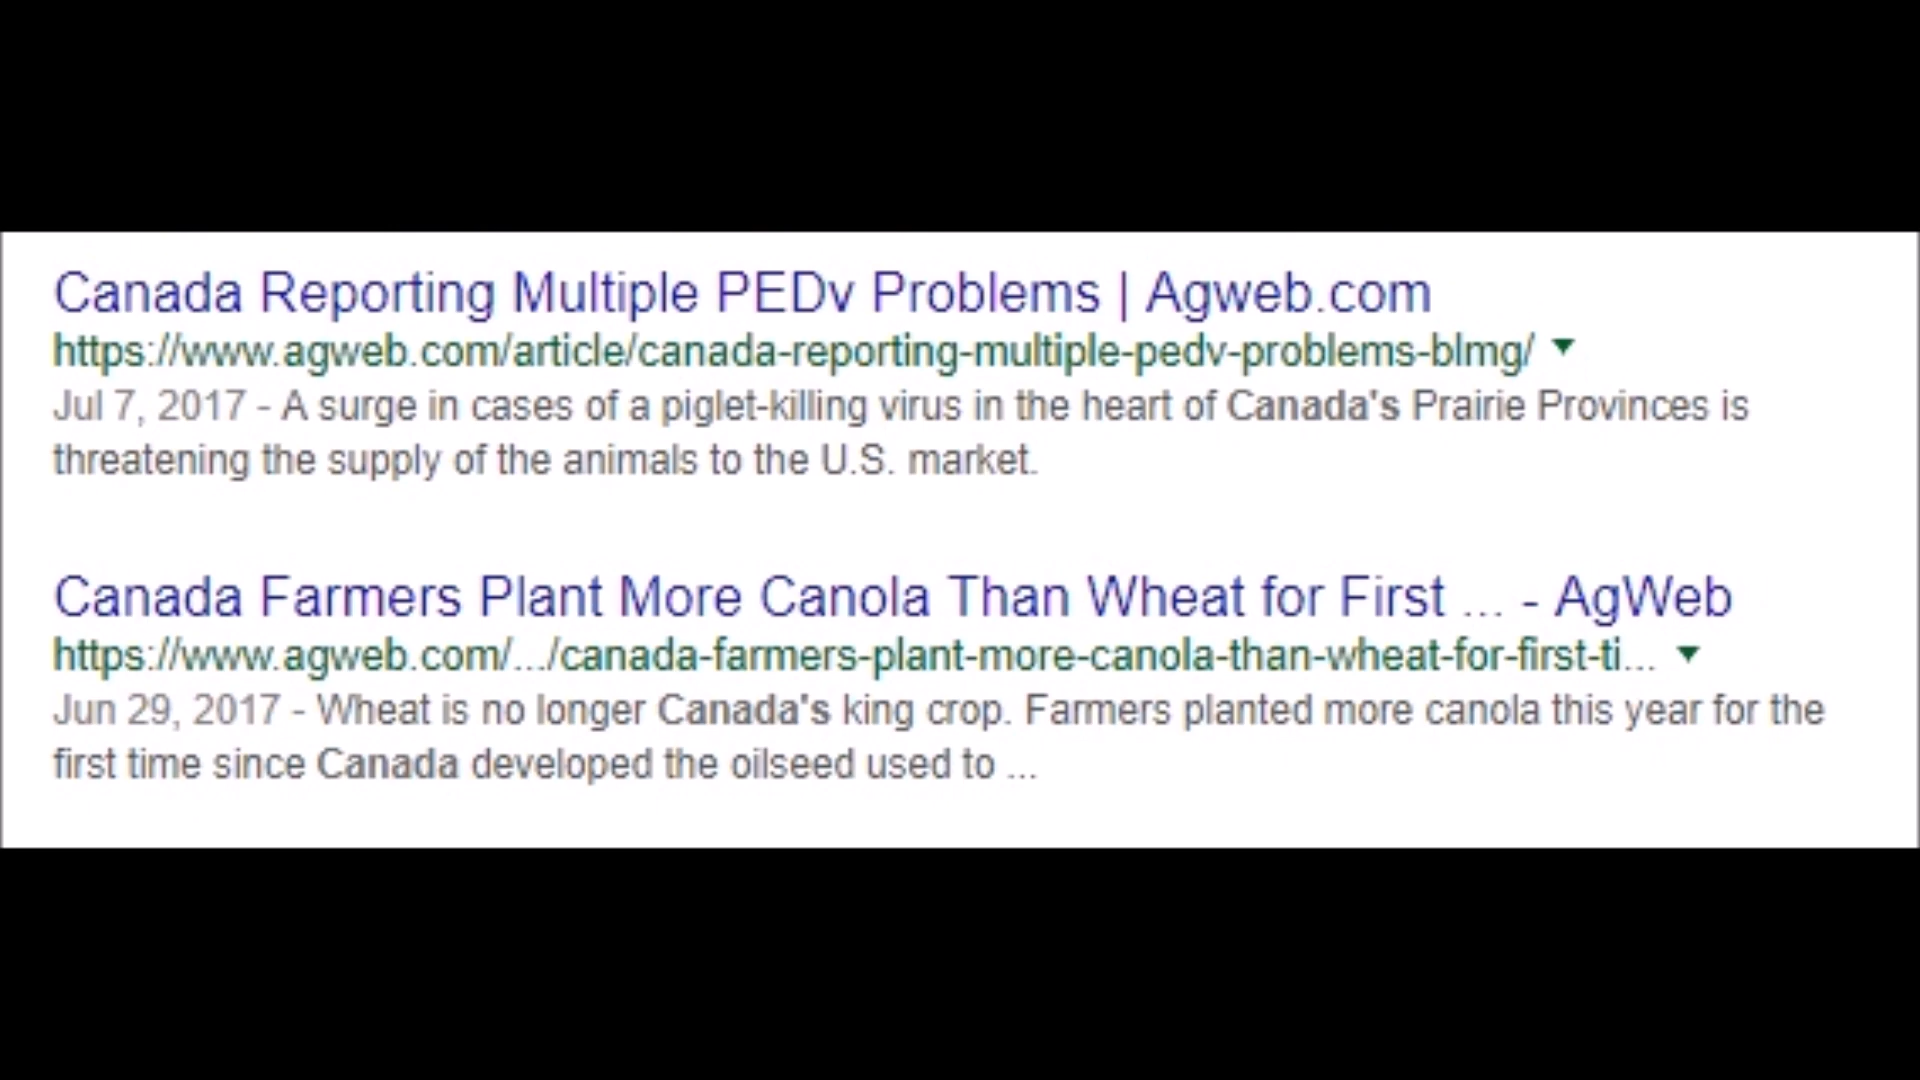 Canada Reporting Multiple PEDv Problems | Agweb.com
https://www.agweb.com/article/canada-reporting-multiple-pedv-problems-blmg/
Jul 7, 2017 - A surge in cases of a piglet-killing virus in the heart of Canada's Prairie Provinces is
threatening the supply of the animals to the U.S. market.
Canada Farmers Plant More Canola Than Wheat for First ... - AgWeb
https://www.agweb.com/.../canada-farmers-plant-more-canola-than-wheat-for-first-ti...
Jun 29, 2017 - Wheat is no longer Canada's king crop. Farmers planted more canola this year for the
first time since Canada developed the oilseed used to ...